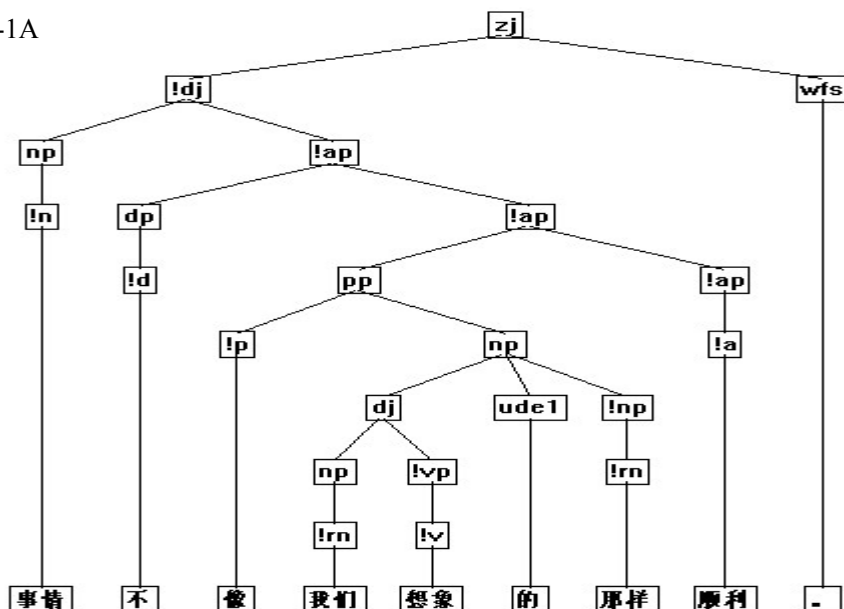 -1A
zj
!dj wfs
np !ap
!n dp !ap
!d pp !ap
!p np !a
dj ude1 !np
np !vp !rn
!rn !v
事情 不 像 我们 想象 的 那样 顺利 。